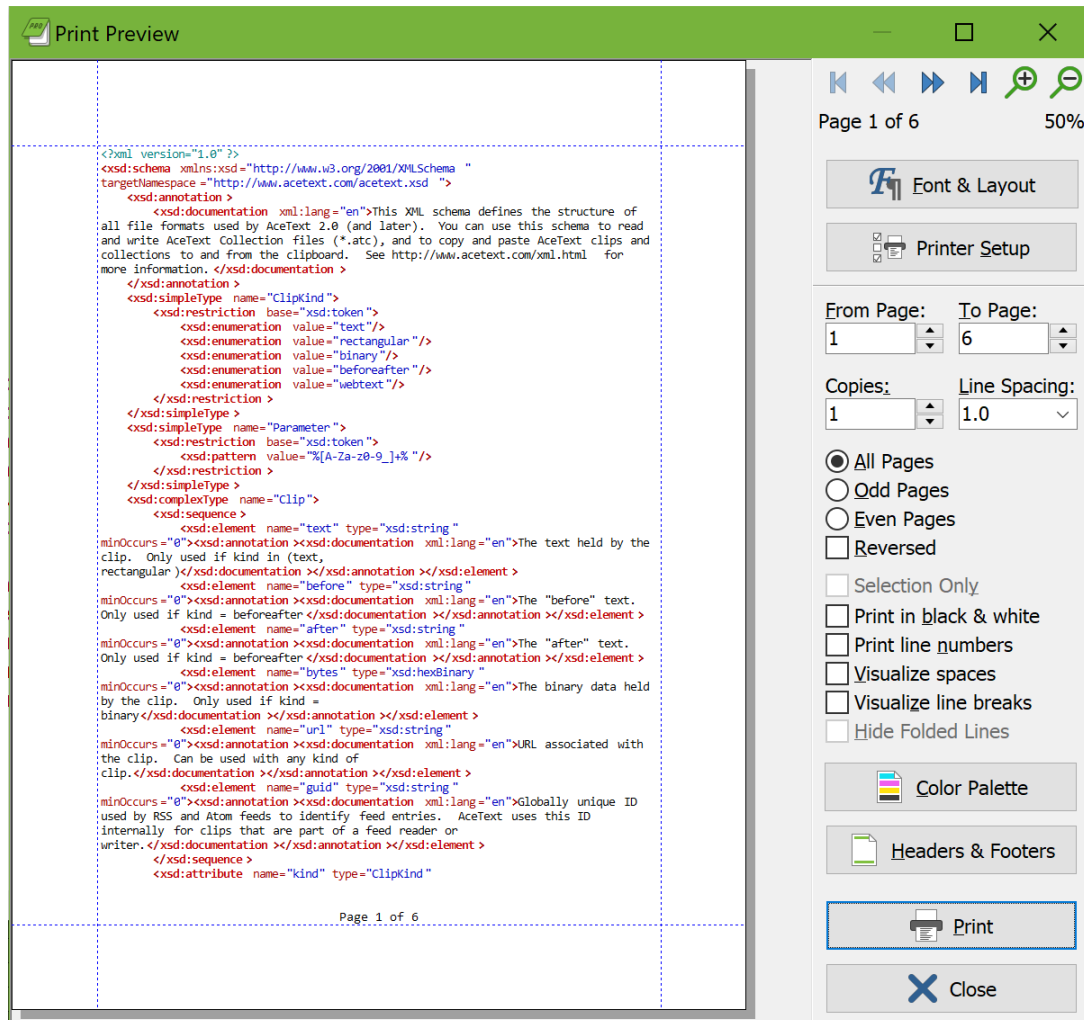 Print Preview
<?xml version="1.0" ?>
<xsd:schema xmlns:xsd="http://www.w3.org/2001/XMLSchema "
targetNamespace ="http://www.acetext.com/acetext.xsd ">
<xsd:annotation >
<xsd:documentation xml:lang="en">This XML schema defines the structure of
all file formats used by AceText 2.0 (and later). You can use this schema to read
and write AceText Collection files (*.atc), and to copy and paste AceText clips and
collections to and from the clipboard. See http://www.acetext.com/xml.html for
more information. </xsd:documentation >
</xsd:annotation >
<xsd:simpleType name="ClipKind">
<xsd:restriction base="xsd:token">
<xsd:enumeration value="text"/>
<xsd:enumeration value="rectangular"/>
<xsd:enumeration value="binary"/>
<xsd:enumeration value="beforeafter"/>
<xsd:enumeration value="webtext"/>
</xsd:restriction >
</xsd:simpleType >
<xsd:simpleType name="Parameter">
<xsd:restriction base="xsd:token">
<xsd:pattern value="%[A-Za-z0-9_]+% "/>
</xsd:restriction >
</xsd:simpleType >
<xsd:complexType name="Clip">
<xsd:sequence >
<xsd:element name="text" type="xsd:string "
minOccurs ="0"><xsd:annotation ><xsd:documentation xml:lang="en">The text held by the
clip. Only used if kind in (text,
rectangular )</xsd:documentation ></xsd:annotation ></xsd:element >
<xsd:element name="before" type="xsd:string "
minOccurs ="0"><xsd:annotation ><xsd:documentation xml:lang="en">The "before" text.
Only used if kind = beforeafter </xsd:documentation ></xsd:annotation ></xsd:element >
<xsd:element name="after" type="xsd:string "
minOccurs ="0"><xsd:annotation ><xsd:documentation xml:lang="en">The "after" text.
Only used if kind = beforeafter </xsd:documentation ></xsd:annotation ></xsd:element >
<xsd:element name="bytes" type="xsd:hexBinary "
minOccurs ="0"><xsd:annotation ><xsd:documentation xml:lang="en">The binary data held
by the clip. Only used if kind =
binary</xsd:documentation ></xsd:annotation ></xsd:element >
<xsd:element name="url" type="xsd:string "
minOccurs ="0"><xsd:annotation ><xsd:documentation xml:lang="en">URL associated with
the clip. Can be used with any kind of
clip.</xsd:documentation ></xsd:annotation ></xsd:element >
<xsd:element name="guid" type="xsd:string "
minOccurs ="0"><xsd:annotation ><xsd:documentation xml:lang="en">Globally unique ID
used by RSS and Atom feeds to identify feed entries. AceText uses this ID
internally for clips that are part of a feed reader or
writer.</xsd:documentation ></xsd:annotation ></xsd:element >
</xsd:sequence >
<xsd:attribute name="kind" type="ClipKind"
Page 1 of 6
Page 1 of 6 50%
Font & Layout
Printer Setup
From Page: To Page:
1 6
Copies: Line Spacing:
1 1.0
All Pages
Odd Pages
Even Pages
Reversed
Selection Only
Print in black & white
Print line numbers
Visualize spaces
Visualize line breaks
Hide Folded Lines
Color Palette
Headers & Footers
Print
Close